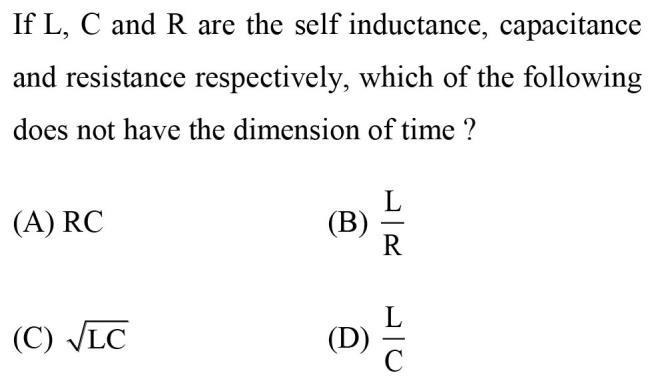 If L, C and R are the self inductance, capacitance
and resistance respectively, which of the following
does not have the dimension of time ?
(A) RC
(B) L/R
(C) √LC
(D) L/C